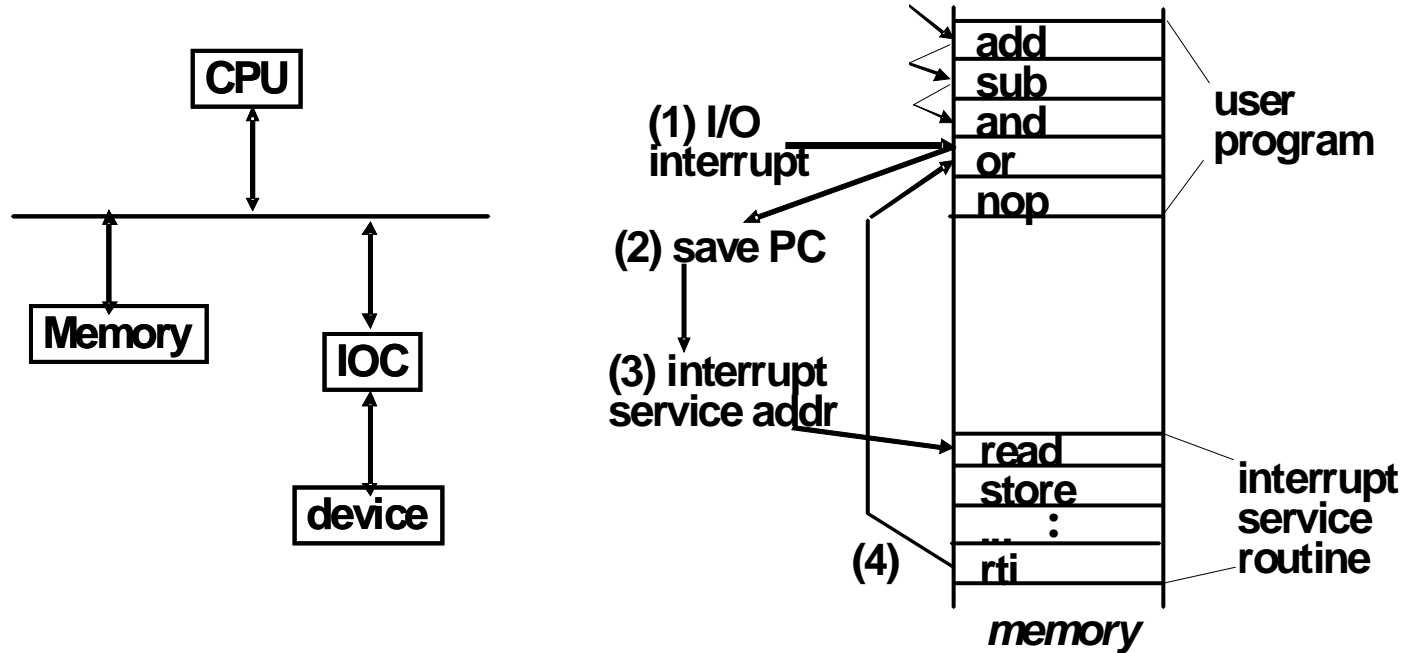 CPU
Memory
IOC
device
(1) I/O
interrupt
(2) save PC
(3) interrupt
service addr
(4)
add
sub
and
or
nop
user
program
read
store
...
rti
interrupt
service
routine
memory